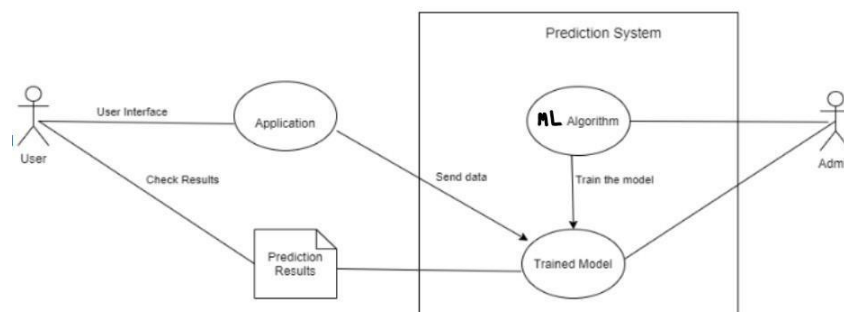 Prediction System
User Interface
Application
ML Algorithm
User
Adm
Check Results
Send data
Train the model
Prediction
Results
Trained Model